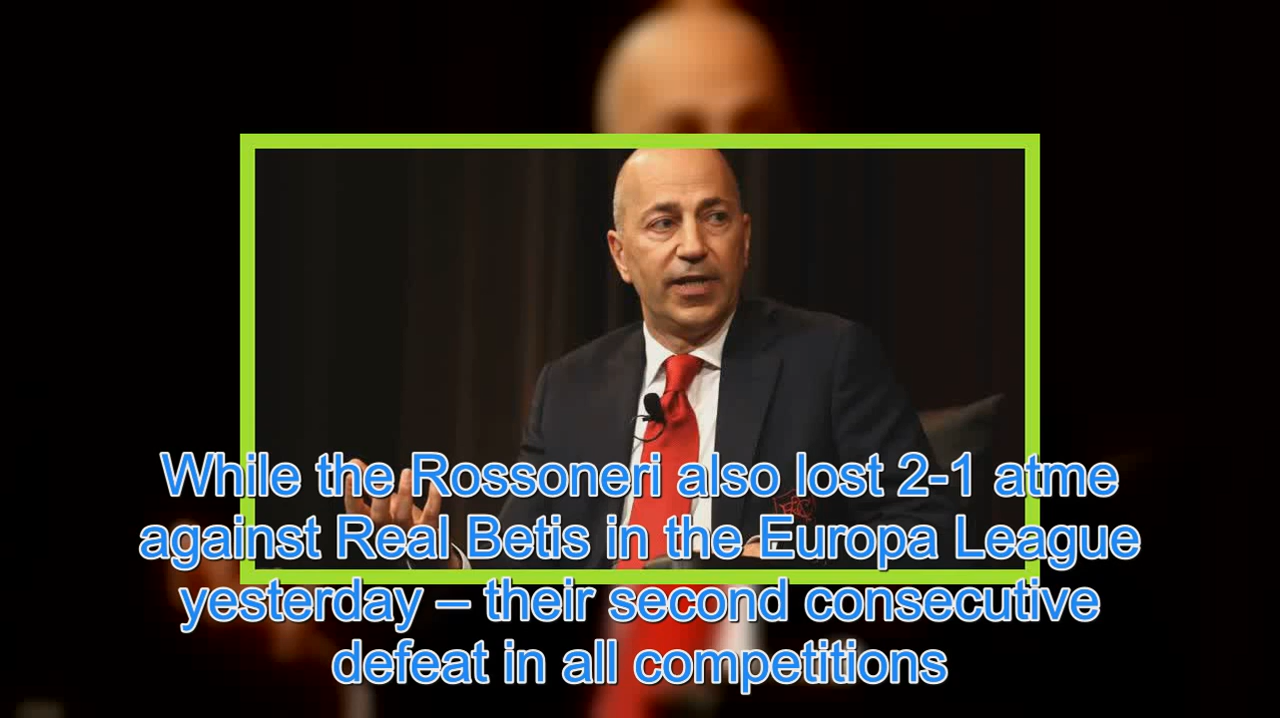 While the Rossoneri also lost 2-1 atme
against Real Betis in the Europa League
yesterday – their second consecutive
defeat in all competitions